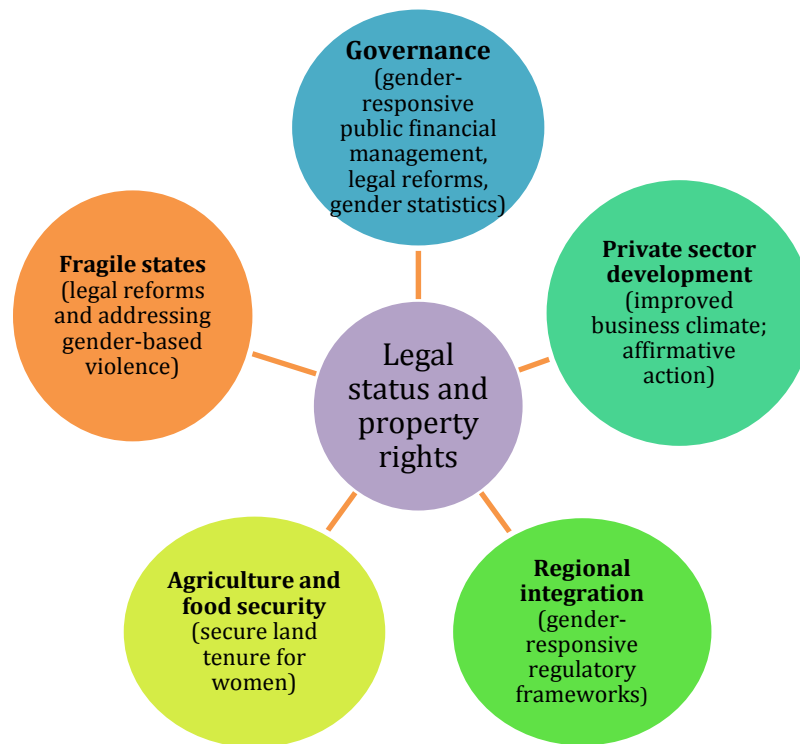 Governance
(gender-
responsive
public financial
management,
legal reforms,
gender statistics)
Fragile states
(legal reforms
and addressing
gender-based
violence)
Private sector
development
(improved
business climate;
affirmative
action)
Legal
status and
property
rights
Agriculture and
food security
(secure land
tenure for
women)
Regional
integration
(gender-
responsive
regulatory
frameworks)